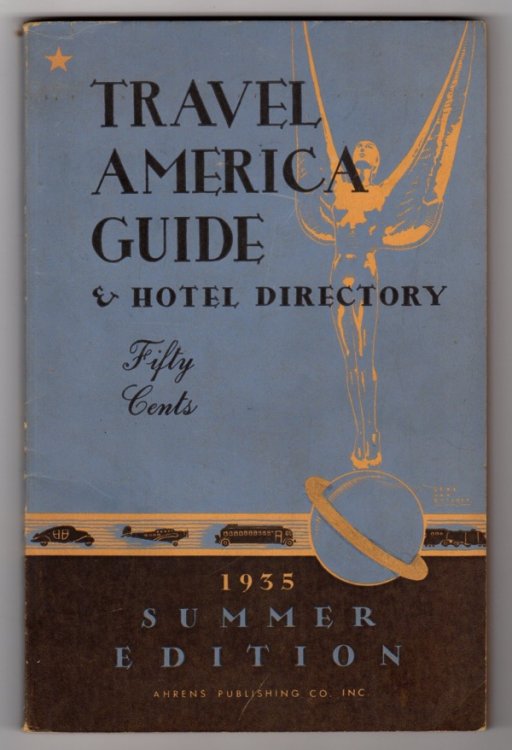 TRAVEL
AMERICA
GUIDE
& HOTEL DIRECTORY
Fifty
Cents
1935
SUMMER
EDITION
AHRENS PUBLISHING CO. INC.